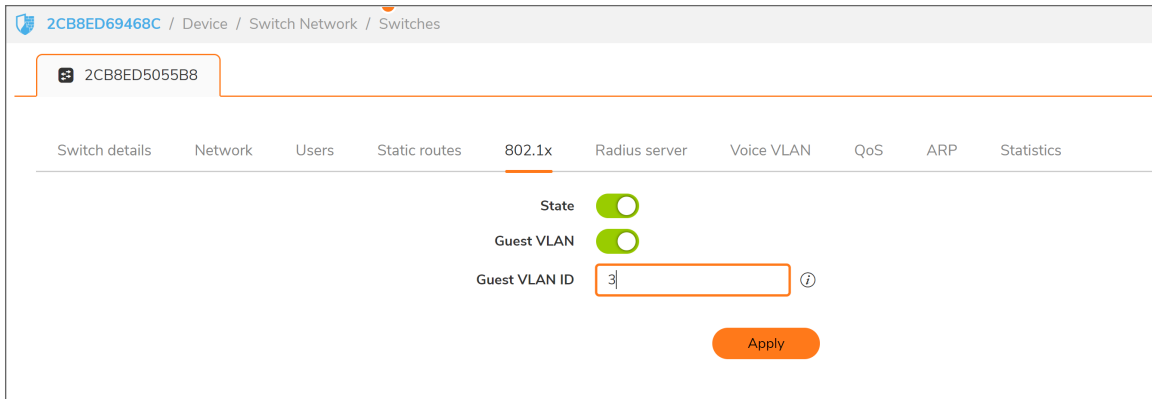 2CB8ED69468C / Device / Switch Network / Switches
2CB8ED5055B8
Switch details Network Users Static routes 802.1x Radius server Voice VLAN QoS ARP Statistics
State
Guest VLAN
Guest VLAN ID 3
Apply